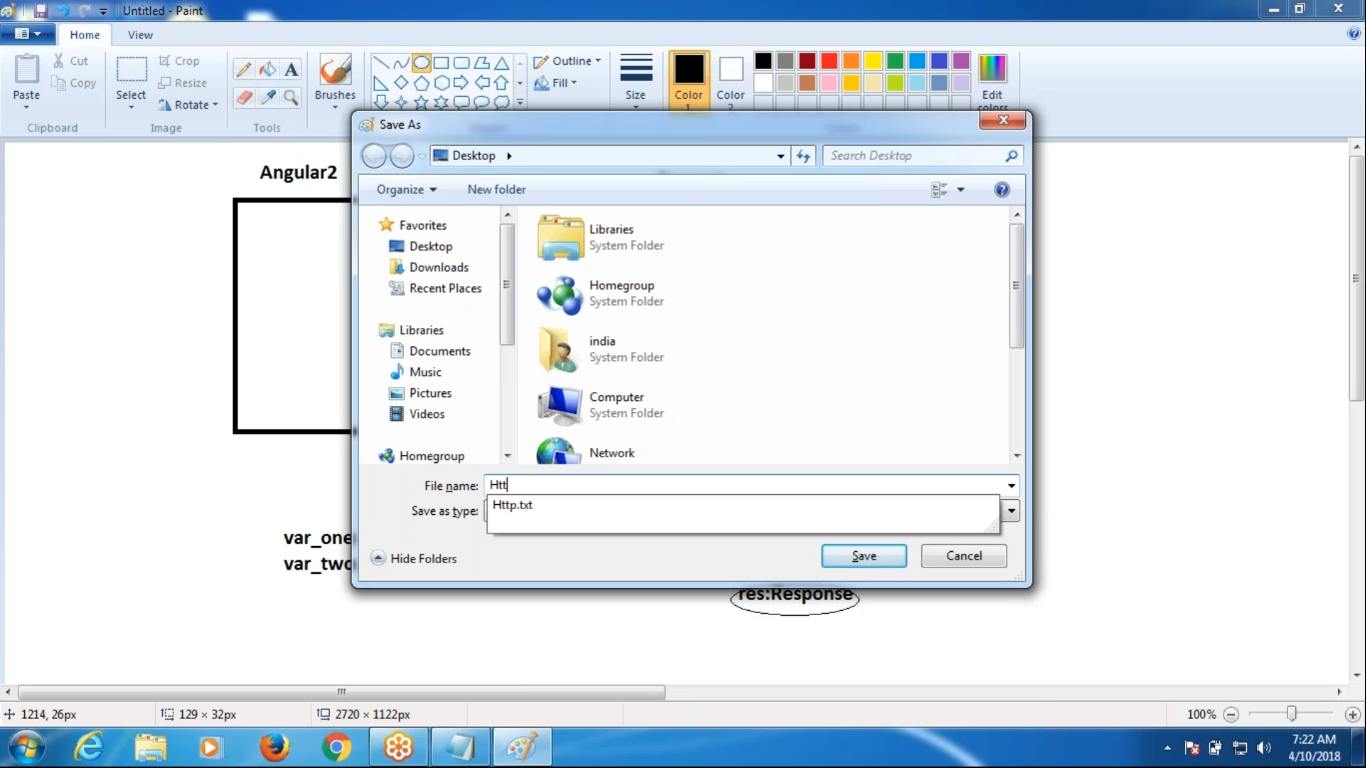 Untitled - Paint
Home
View
Paste
Cut
Copy
Clipboard
Select
Crop
Resize
Rotate
Image
A
Tools
Brushes
Outline
Fill
Size
Color
1
Color
2
Edit
colors
Save As
Desktop
Search Desktop
Organize
New folder
Favorites
Desktop
Downloads
Recent Places
Libraries
Documents
Music
Pictures
Videos
Homegroup
Libraries
System Folder
Homegroup
System Folder
india
System Folder
Computer
System Folder
Network
File name: Htt
Http.txt
Save as type:
Hide Folders
Save
Cancel
Angular2
var_one
var_two
res:Response
1214, 26px
129 × 32px
2720 × 1122px
100%
7:22 AM
4/10/2018